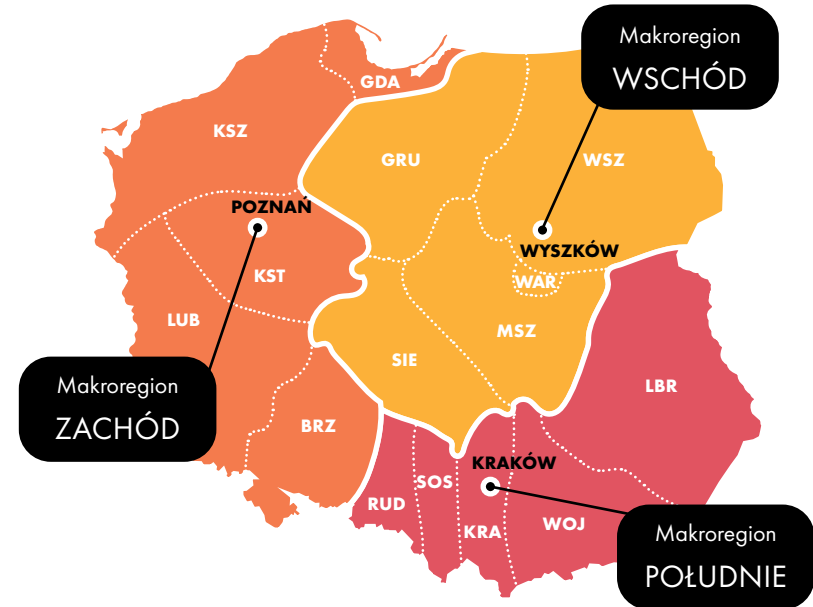 Makroregion
WSCHÓD
GDA
KSZ
GRU
WSZ
POZNAŃ
WYSZKÓW
KST
WAR
LUB
MSZ
SIE
Makroregion
ZACHÓD
LBR
BRZ
KRAKÓW
SOS
RUD
KRA
WOJ
Makroregion
POŁUDNIE